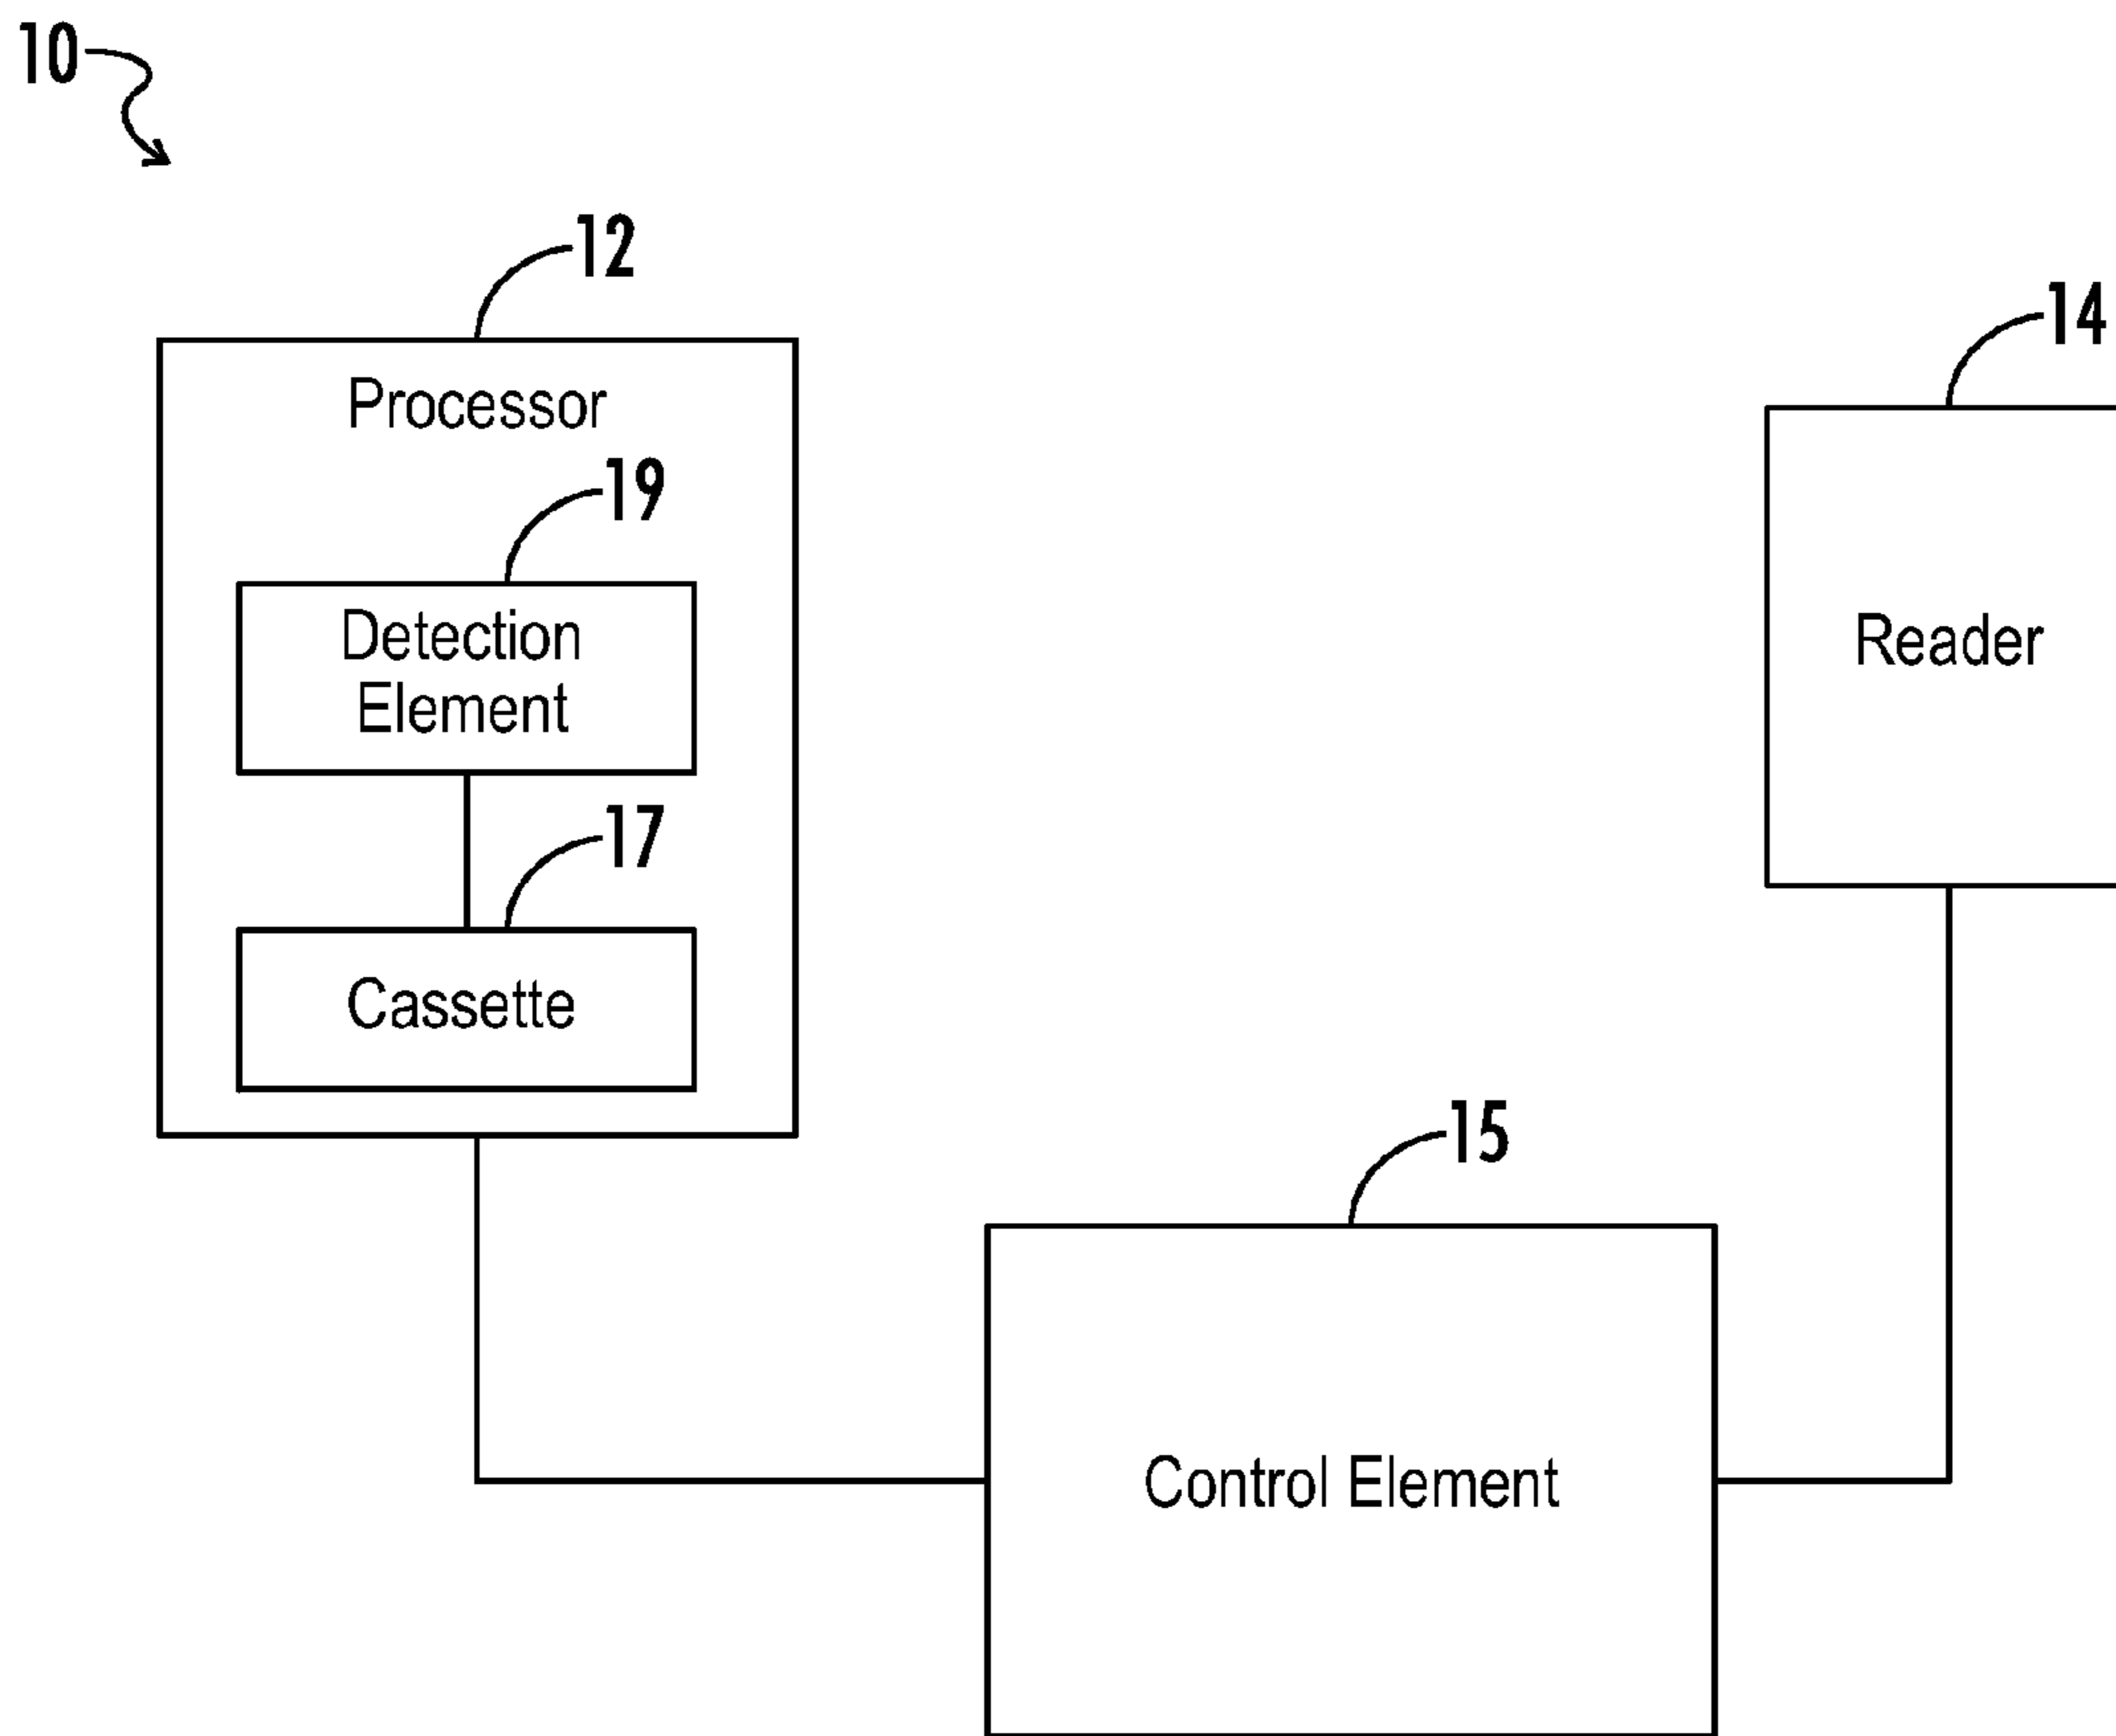 10
12
Processor
14
19
Detection
Element
Reader
17
Cassette
15
Control Element